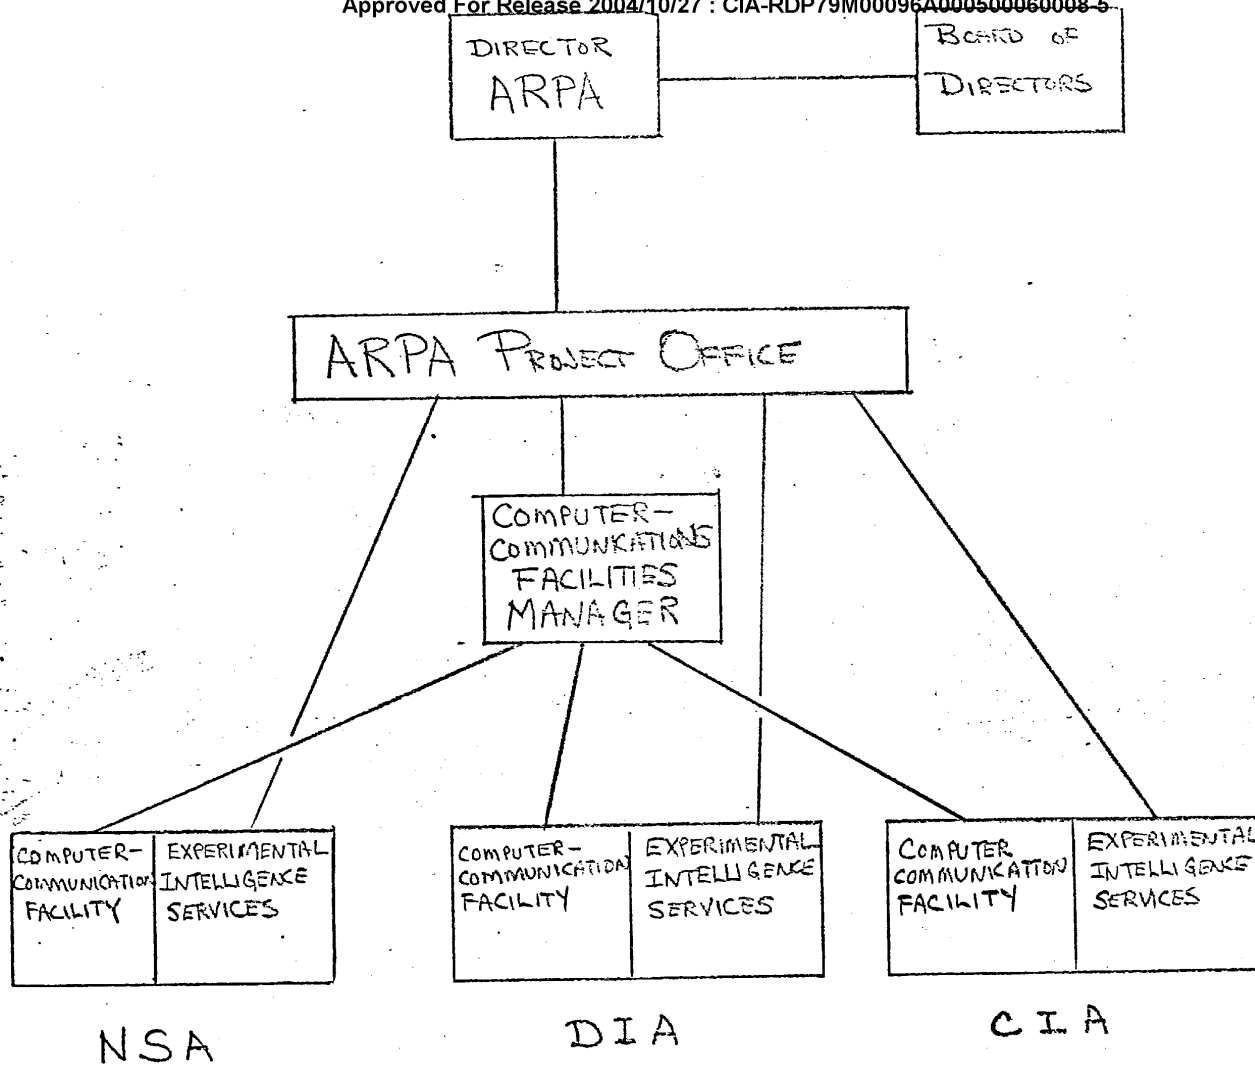 Approved For Release 2004/10/27 : CIA-RDP79M00096A000500060008-5
DIRECTOR
ARPA
BOARD OF
DIRECTORS
ARPA PROJECT OFFICE
COMPUTER-
COMMUNICATIONS
FACILITIES
MANAGER
COMPUTER-
COMMUNICATION
FACILITY
EXPERIMENTAL
INTELLIGENCE
SERVICES
COMPUTER-
COMMUNICATION
FACILITY
EXPERIMENTAL
INTELLIGENCE
SERVICES
COMPUTER
COMMUNICATION
FACILITY
EXPERIMENTAL
INTELLIGENCE
SERVICES
NSA
DIA
CIA